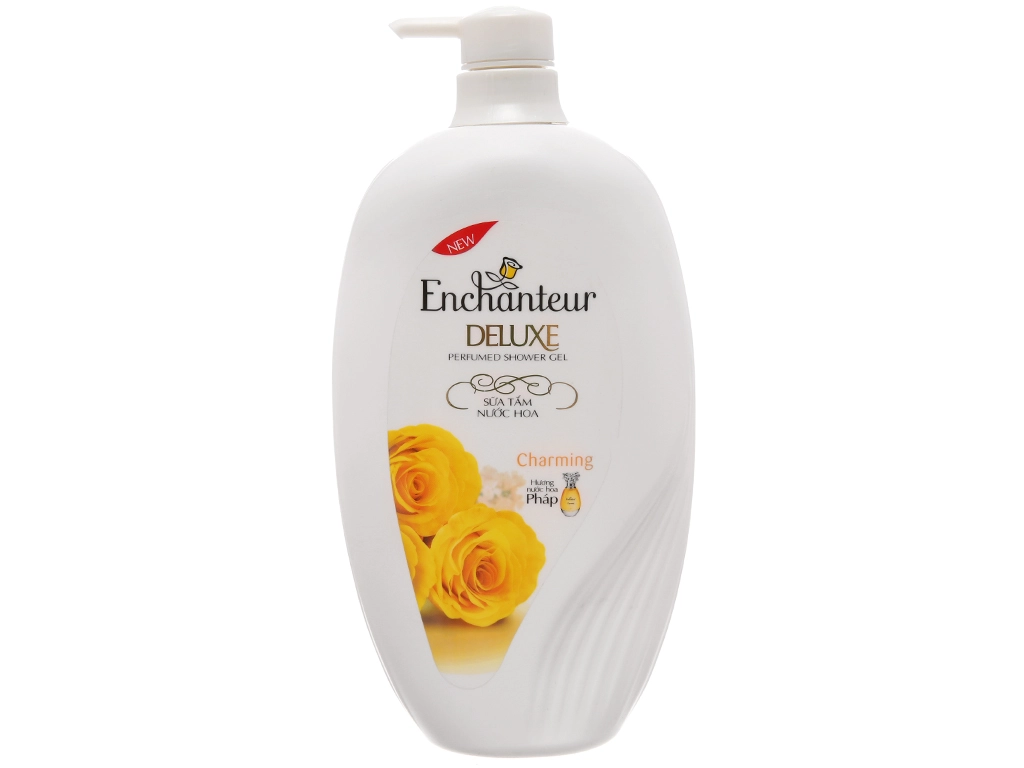 NEW
Enchanteur
DELUXE
PERFUMED SHOWER GEL
SỮA TẮM
NƯỚC HOA
Charming
Hương
nước hoa
Pháp